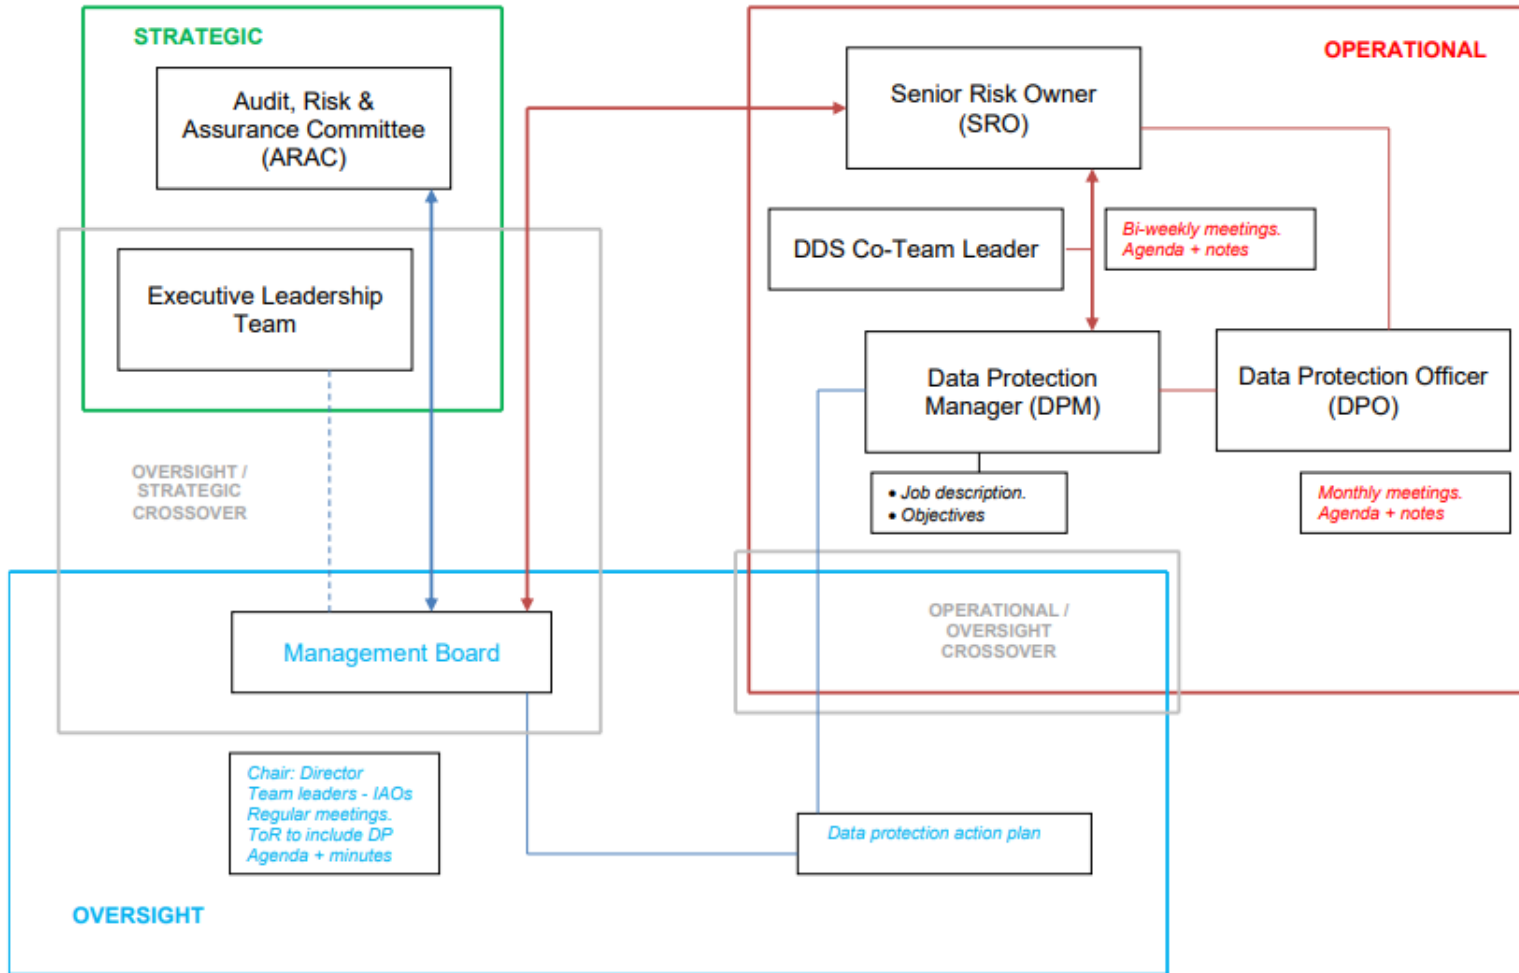 STRATEGIC
Audit, Risk &
Assurance Committee
(ARAC)
Executive Leadership
Team
OVERSIGHT /
STRATEGIC
CROSSOVER
Management Board
Chair: Director
Team leaders - IAOs
Regular meetings.
ToR to include DP
Agenda + minutes
OVERSIGHT
OPERATIONAL
Senior Risk Owner
(SRO)
DDS Co-Team Leader
Bi-weekly meetings.
Agenda + notes
Data Protection
Manager (DPM)
Data Protection Officer
(DPO)
• Job description.
• Objectives
Monthly meetings.
Agenda + notes
OPERATIONAL /
OVERSIGHT
CROSSOVER
Data protection action plan